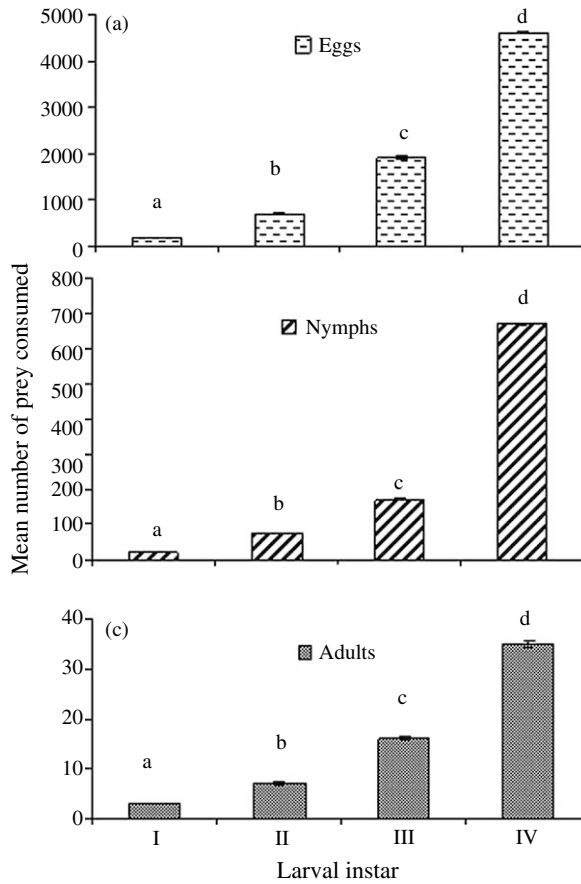 (a)
Eggs
5000
4000
3000
2000
1000
0
a
b
c
d
Nymphs
800
700
600
500
400
300
200
100
0
a
b
c
d
(c)
Adults
40
30
20
10
0
a
b
c
d
I II III IV
Larval instar
Mean number of prey consumed